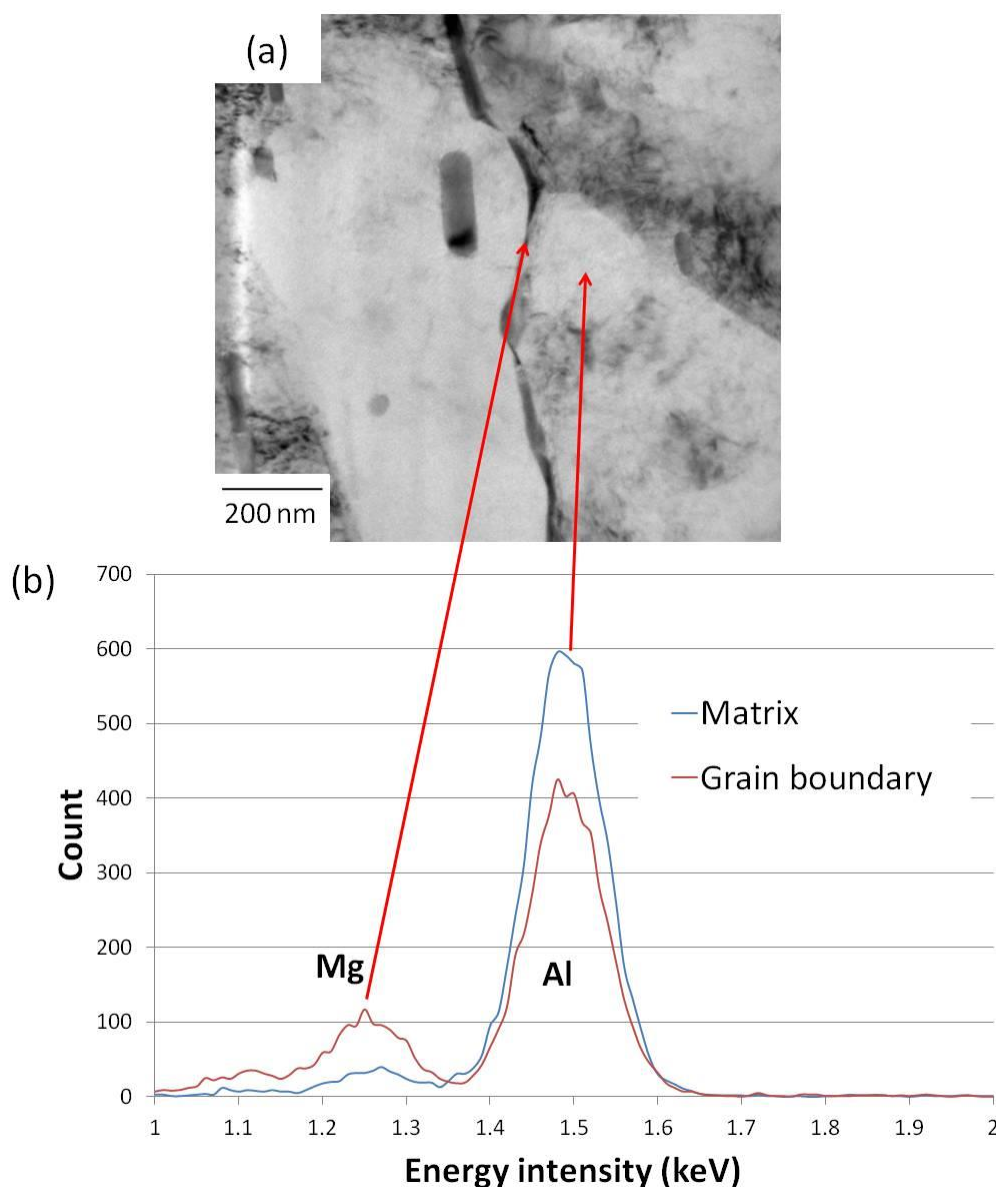 (a)
200 nm
(b)
700
600
500
400
300
200
100
0
Count
Matrix
Grain boundary
Mg
Al
1 1.1 1.2 1.3 1.4 1.5 1.6 1.7 1.8 1.9 2
Energy intensity (keV)